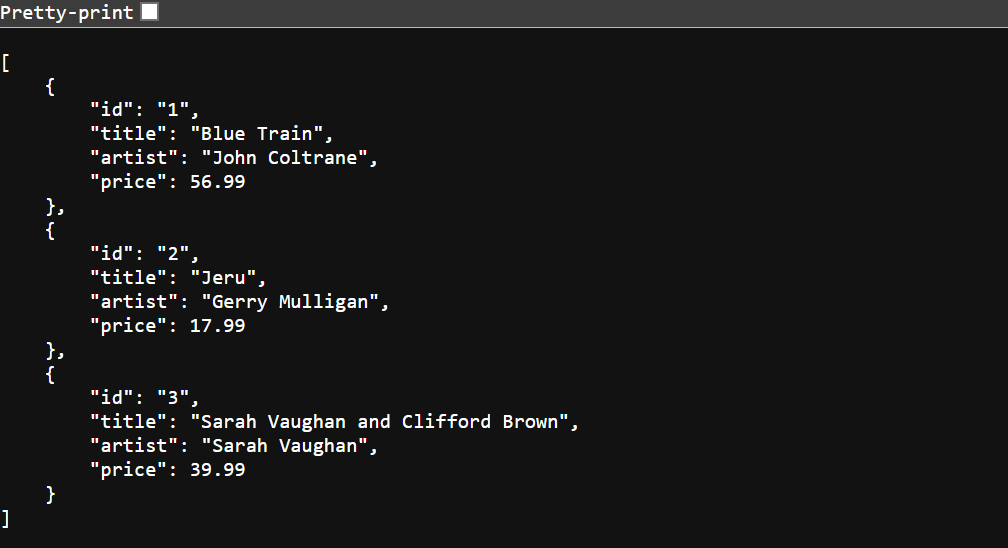 Pretty-print
[
    {
        "id": "1",
        "title": "Blue Train",
        "artist": "John Coltrane",
        "price": 56.99
    },
    {
        "id": "2",
        "title": "Jeru",
        "artist": "Gerry Mulligan",
        "price": 17.99
    },
    {
        "id": "3",
        "title": "Sarah Vaughan and Clifford Brown",
        "artist": "Sarah Vaughan",
        "price": 39.99
    }
]